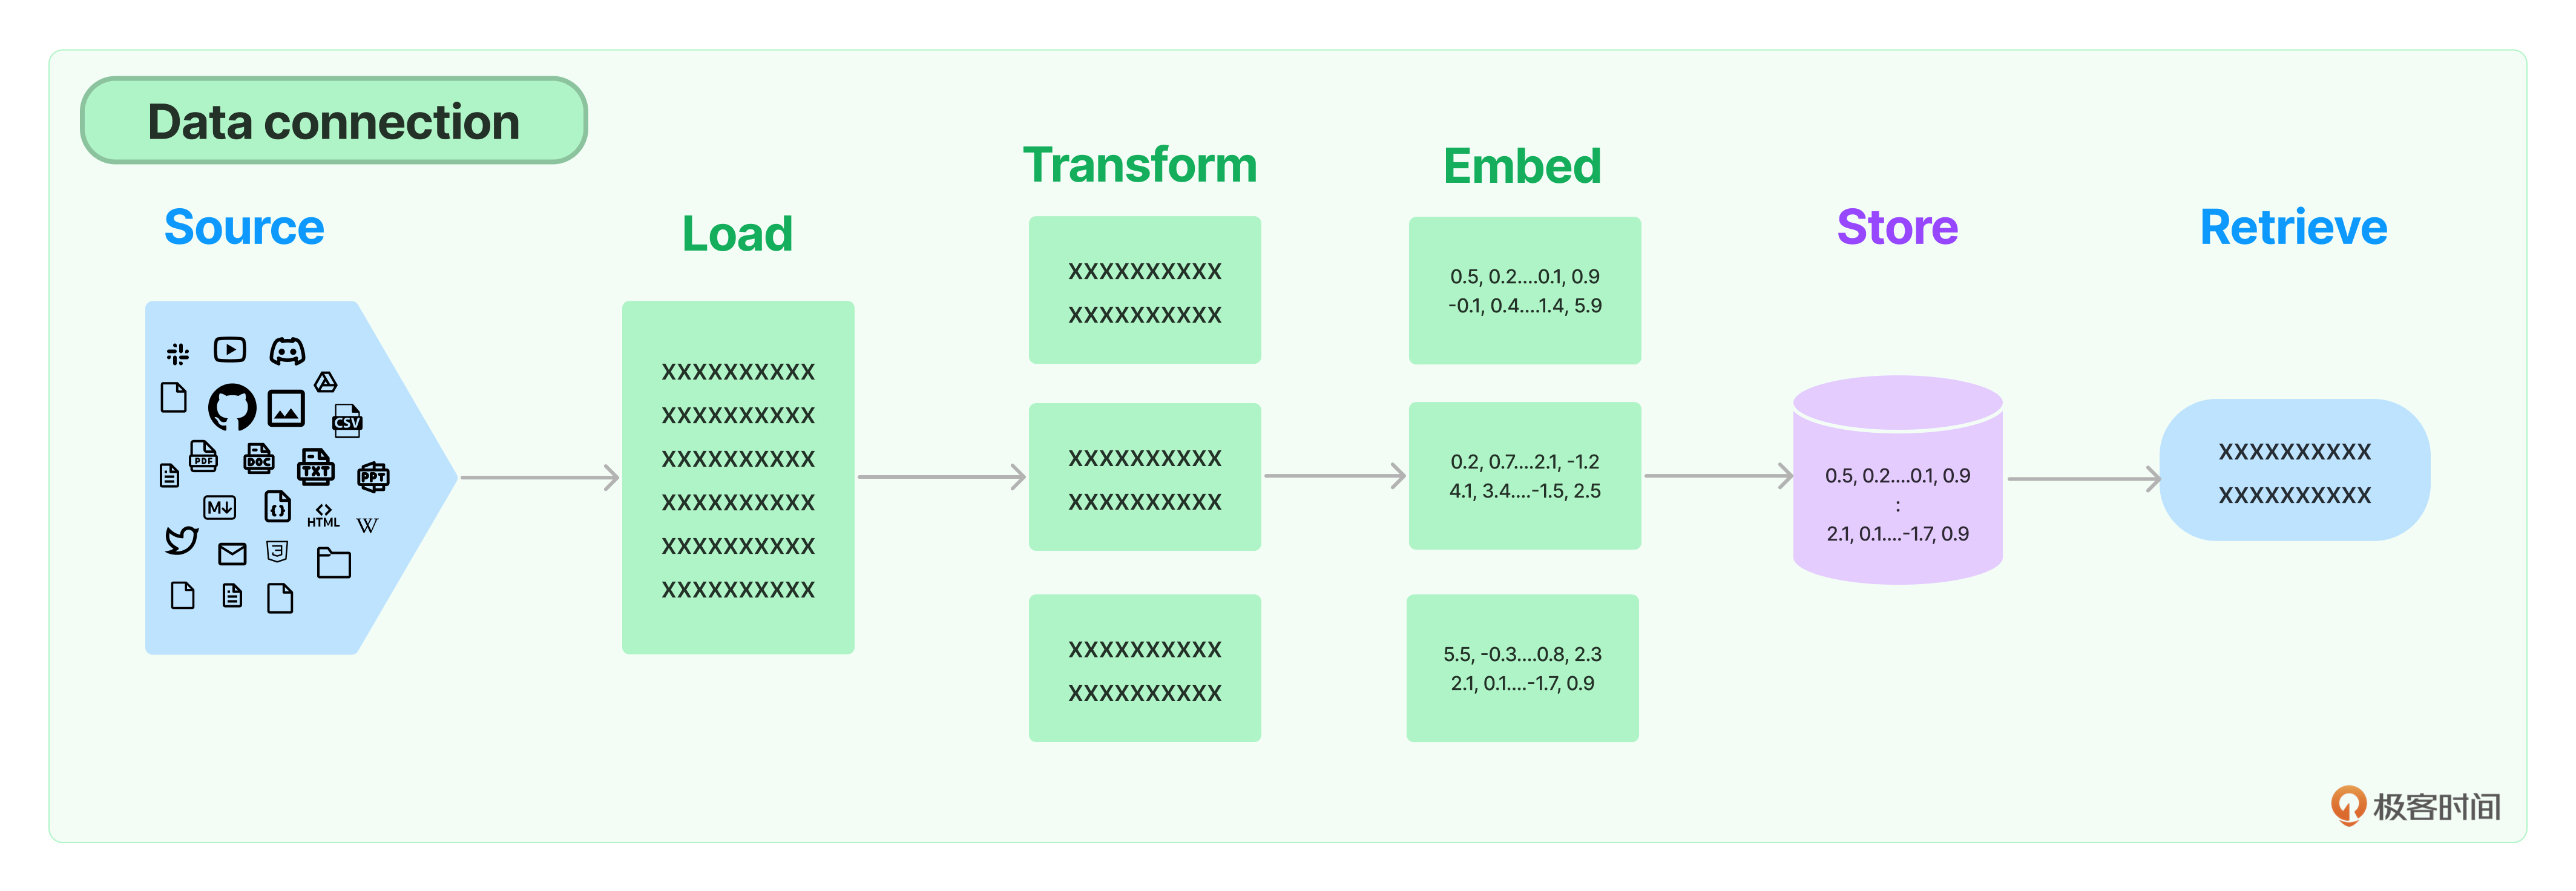 Data connection
Source
Load
Transform
Embed
Store
Retrieve
CSV
PDF
DOC
TXT
PPT
M↓
{}
<>
HTML
W
3
XXXXXXXXXX
XXXXXXXXXX
XXXXXXXXXX
XXXXXXXXXX
XXXXXXXXXX
XXXXXXXXXX
XXXXXXXXXX
XXXXXXXXXX
XXXXXXXXXX
XXXXXXXXXX
XXXXXXXXXX
XXXXXXXXXX
0.5, 0.2....0.1, 0.9
-0.1, 0.4....1.4, 5.9
0.2, 0.7....2.1, -1.2
4.1, 3.4....-1.5, 2.5
5.5, -0.3....0.8, 2.3
2.1, 0.1....-1.7, 0.9
0.5, 0.2....0.1, 0.9
:
2.1, 0.1....-1.7, 0.9
XXXXXXXXXX
XXXXXXXXXX
极客时间